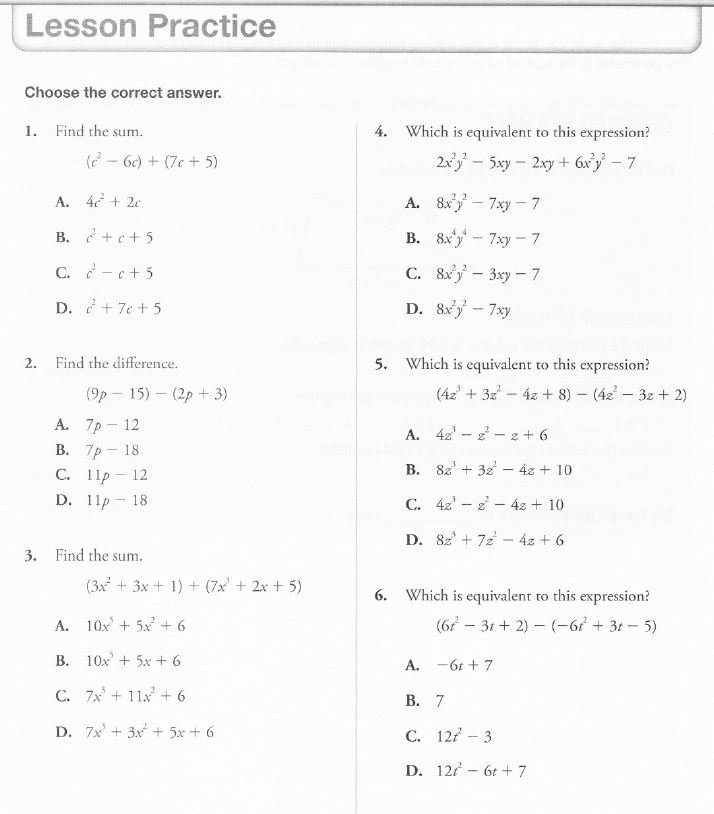 Lesson Practice
Choose the correct answer.
1. Find the sum.
(c² − 6c) + (7c + 5)
A. 4c² + 2c
B. c² + c + 5
C. c² − c + 5
D. c² + 7c + 5
2. Find the difference.
(9p − 15) − (2p + 3)
A. 7p − 12
B. 7p − 18
C. 11p − 12
D. 11p − 18
3. Find the sum.
(3x² + 3x + 1) + (7x³ + 2x + 5)
A. 10x⁵ + 5x² + 6
B. 10x⁵ + 5x + 6
C. 7x³ + 11x² + 6
D. 7x³ + 3x² + 5x + 6
4. Which is equivalent to this expression?
2x²y² − 5xy − 2xy + 6x²y² − 7
A. 8x²y² − 7xy − 7
B. 8x⁴y⁴ − 7xy − 7
C. 8x²y² − 3xy − 7
D. 8x²y² − 7xy
5. Which is equivalent to this expression?
(4z³ + 3z² − 4z + 8) − (4z² − 3z + 2)
A. 4z³ − z² − z + 6
B. 8z³ + 3z² − 4z + 10
C. 4z³ − z² − 4z + 10
D. 8z³ + 7z² − 4z + 6
6. Which is equivalent to this expression?
(6t² − 3t + 2) − (−6t² + 3t − 5)
A. −6t + 7
B. 7
C. 12t² − 3
D. 12t² − 6t + 7